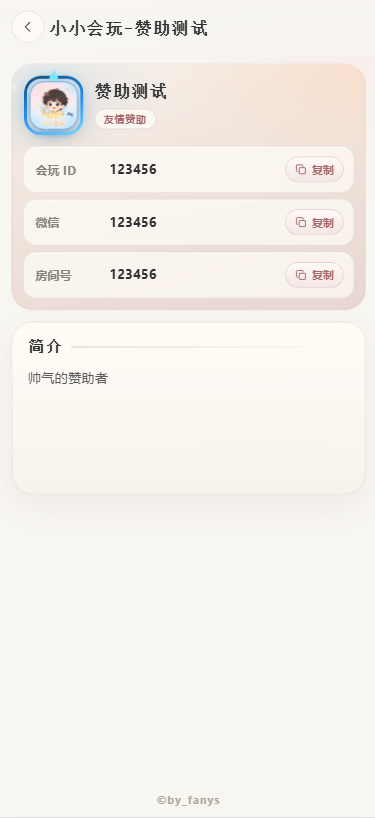 小小会玩-赞助测试
赞助测试
友情赞助
会玩 ID 123456 复制
微信 123456 复制
房间号 123456 复制
简介
帅气的赞助者
©by_fanys